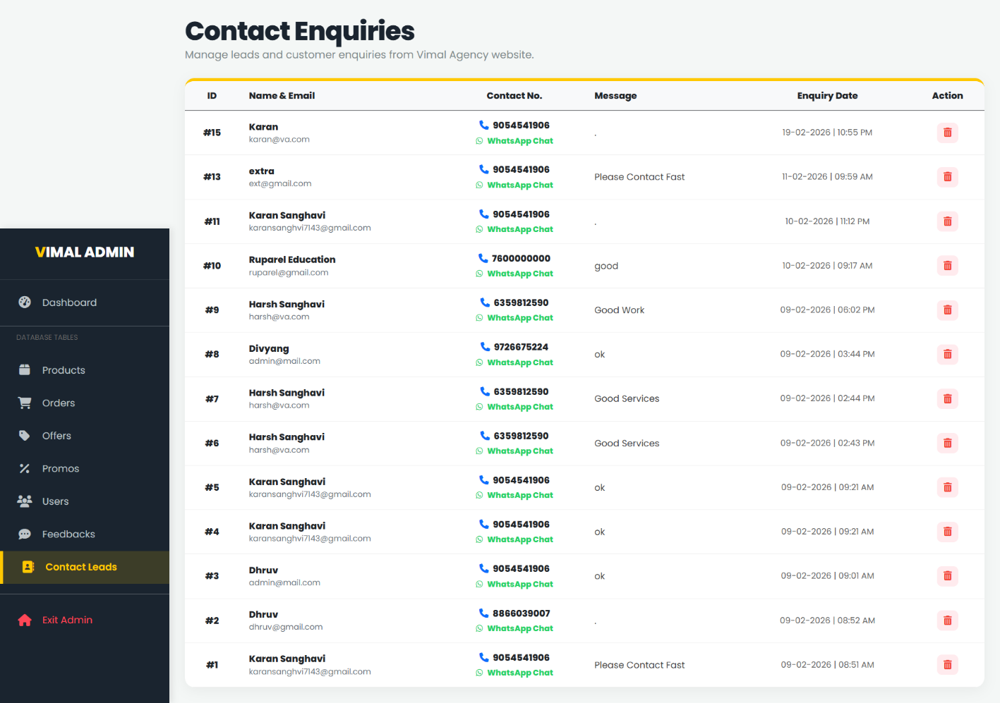 Contact Enquiries
Manage leads and customer enquiries from Vimal Agency website.
VIMAL ADMIN
Dashboard
DATABASE TABLES
Products
Orders
Offers
Promos
Users
Feedbacks
Contact Leads
Exit Admin
ID Name & Email Contact No. Message Enquiry Date Action
#15 Karan 9054541906 . 19-02-2026 | 10:55 PM
karan@va.com WhatsApp Chat
#13 extra 9054541906 Please Contact Fast 11-02-2026 | 09:59 AM
ext@gmail.com WhatsApp Chat
#11 Karan Sanghavi 9054541906 . 10-02-2026 | 11:12 PM
karansanghvi7143@gmail.com WhatsApp Chat
#10 Ruparel Education 7600000000 good 10-02-2026 | 09:17 AM
ruparel@gmail.com WhatsApp Chat
#9 Harsh Sanghavi 6359812590 Good Work 09-02-2026 | 06:02 PM
harsh@va.com WhatsApp Chat
#8 Divyang 9726675224 ok 09-02-2026 | 03:44 PM
admin@mail.com WhatsApp Chat
#7 Harsh Sanghavi 6359812590 Good Services 09-02-2026 | 02:44 PM
harsh@va.com WhatsApp Chat
#6 Harsh Sanghavi 6359812590 Good Services 09-02-2026 | 02:43 PM
harsh@va.com WhatsApp Chat
#5 Karan Sanghavi 9054541906 ok 09-02-2026 | 09:21 AM
karansanghvi7143@gmail.com WhatsApp Chat
#4 Karan Sanghavi 9054541906 ok 09-02-2026 | 09:21 AM
karansanghvi7143@gmail.com WhatsApp Chat
#3 Dhruv 9054541906 ok 09-02-2026 | 09:01 AM
admin@mail.com WhatsApp Chat
#2 Dhruv 8866039007 . 09-02-2026 | 08:52 AM
dhruv@gmail.com WhatsApp Chat
#1 Karan Sanghavi 9054541906 Please Contact Fast 09-02-2026 | 08:51 AM
karansanghvi7143@gmail.com WhatsApp Chat